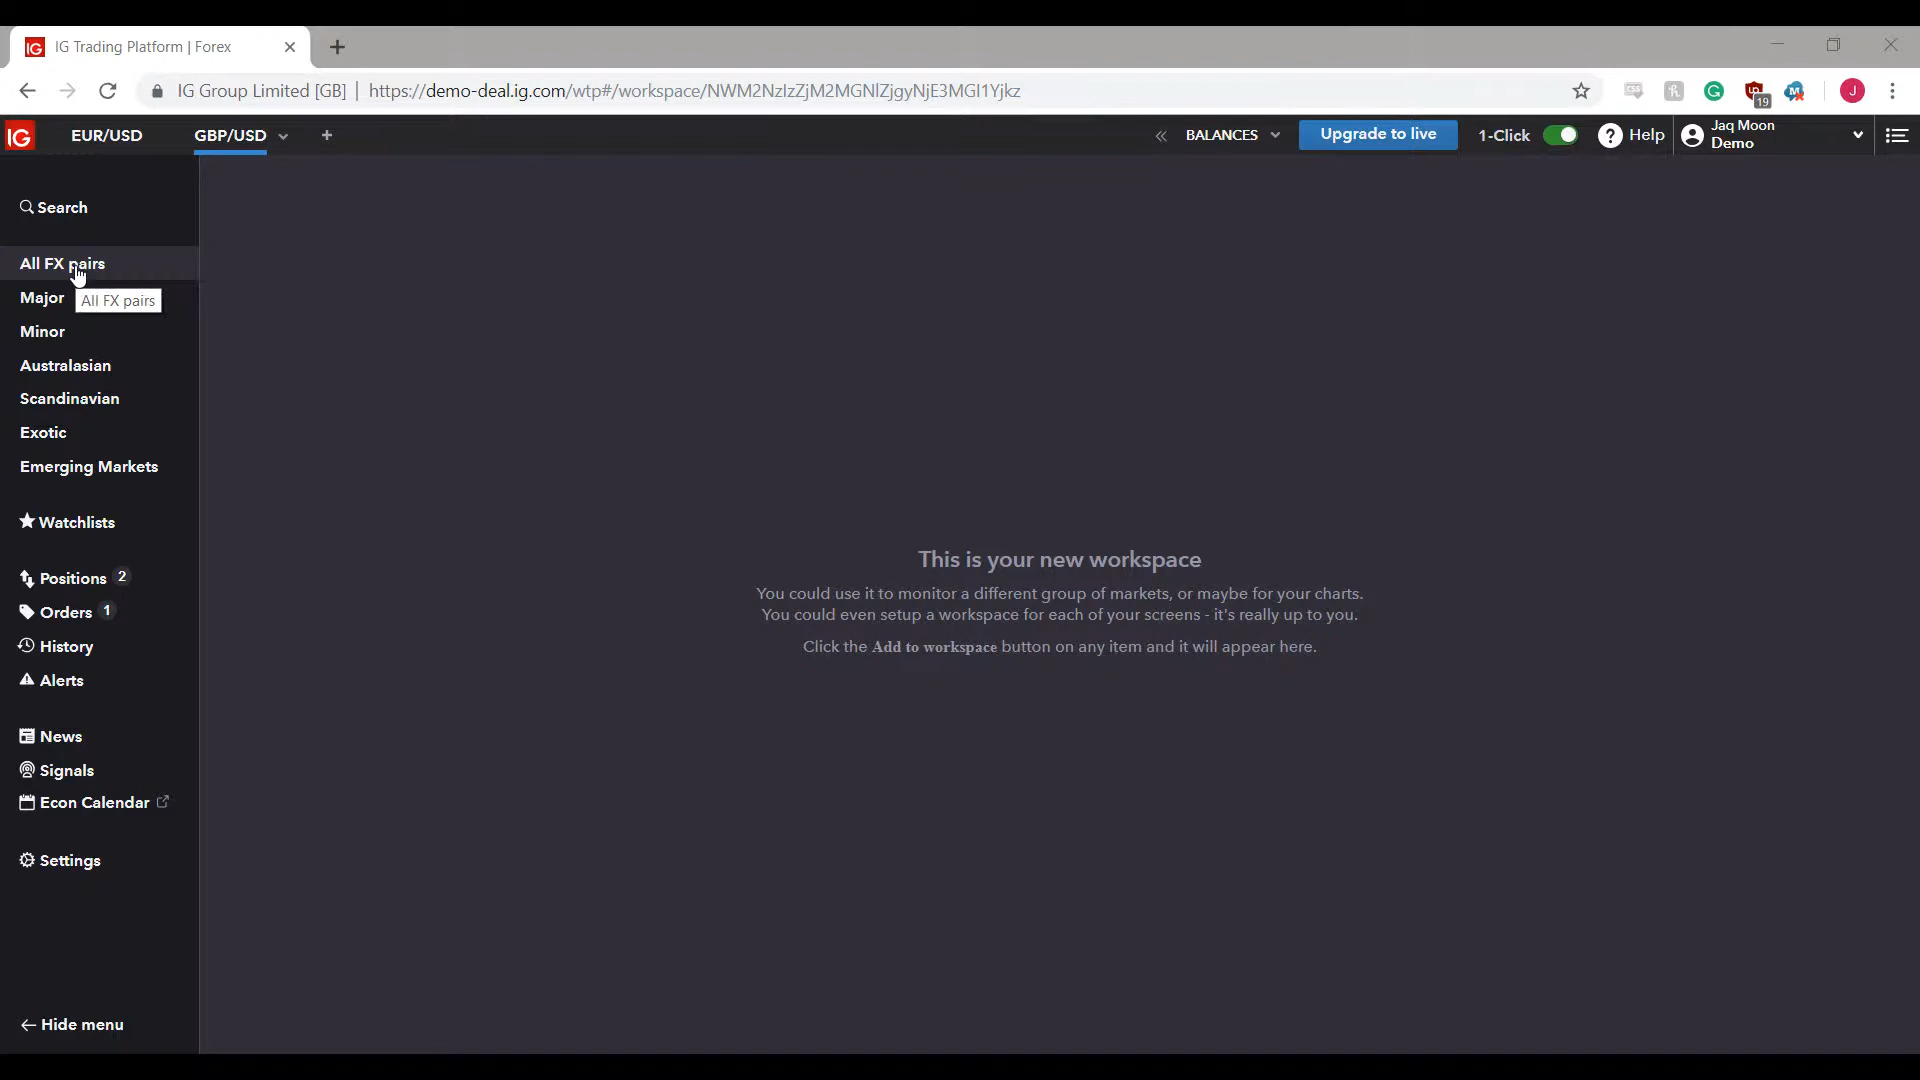 IG IG Trading Platform | Forex
IG Group Limited [GB] | https://demo-deal.ig.com/wtp#/workspace/NWM2NzIzZjM2MGNlZjgyNjE3MGI1Yjkz
CSS
19
M
J
IG EUR/USD GBP/USD BALANCES Upgrade to live 1-Click ? Help Jaq Moon
Demo
Search
All FX pairs
Major All FX pairs
Minor
Australasian
Scandinavian
Exotic
Emerging Markets
Watchlists
Positions 2
Orders 1
History
Alerts
News
Signals
Econ Calendar
Settings
Hide menu
This is your new workspace
You could use it to monitor a different group of markets, or maybe for your charts.
You could even setup a workspace for each of your screens - it's really up to you.
Click the Add to workspace button on any item and it will appear here.